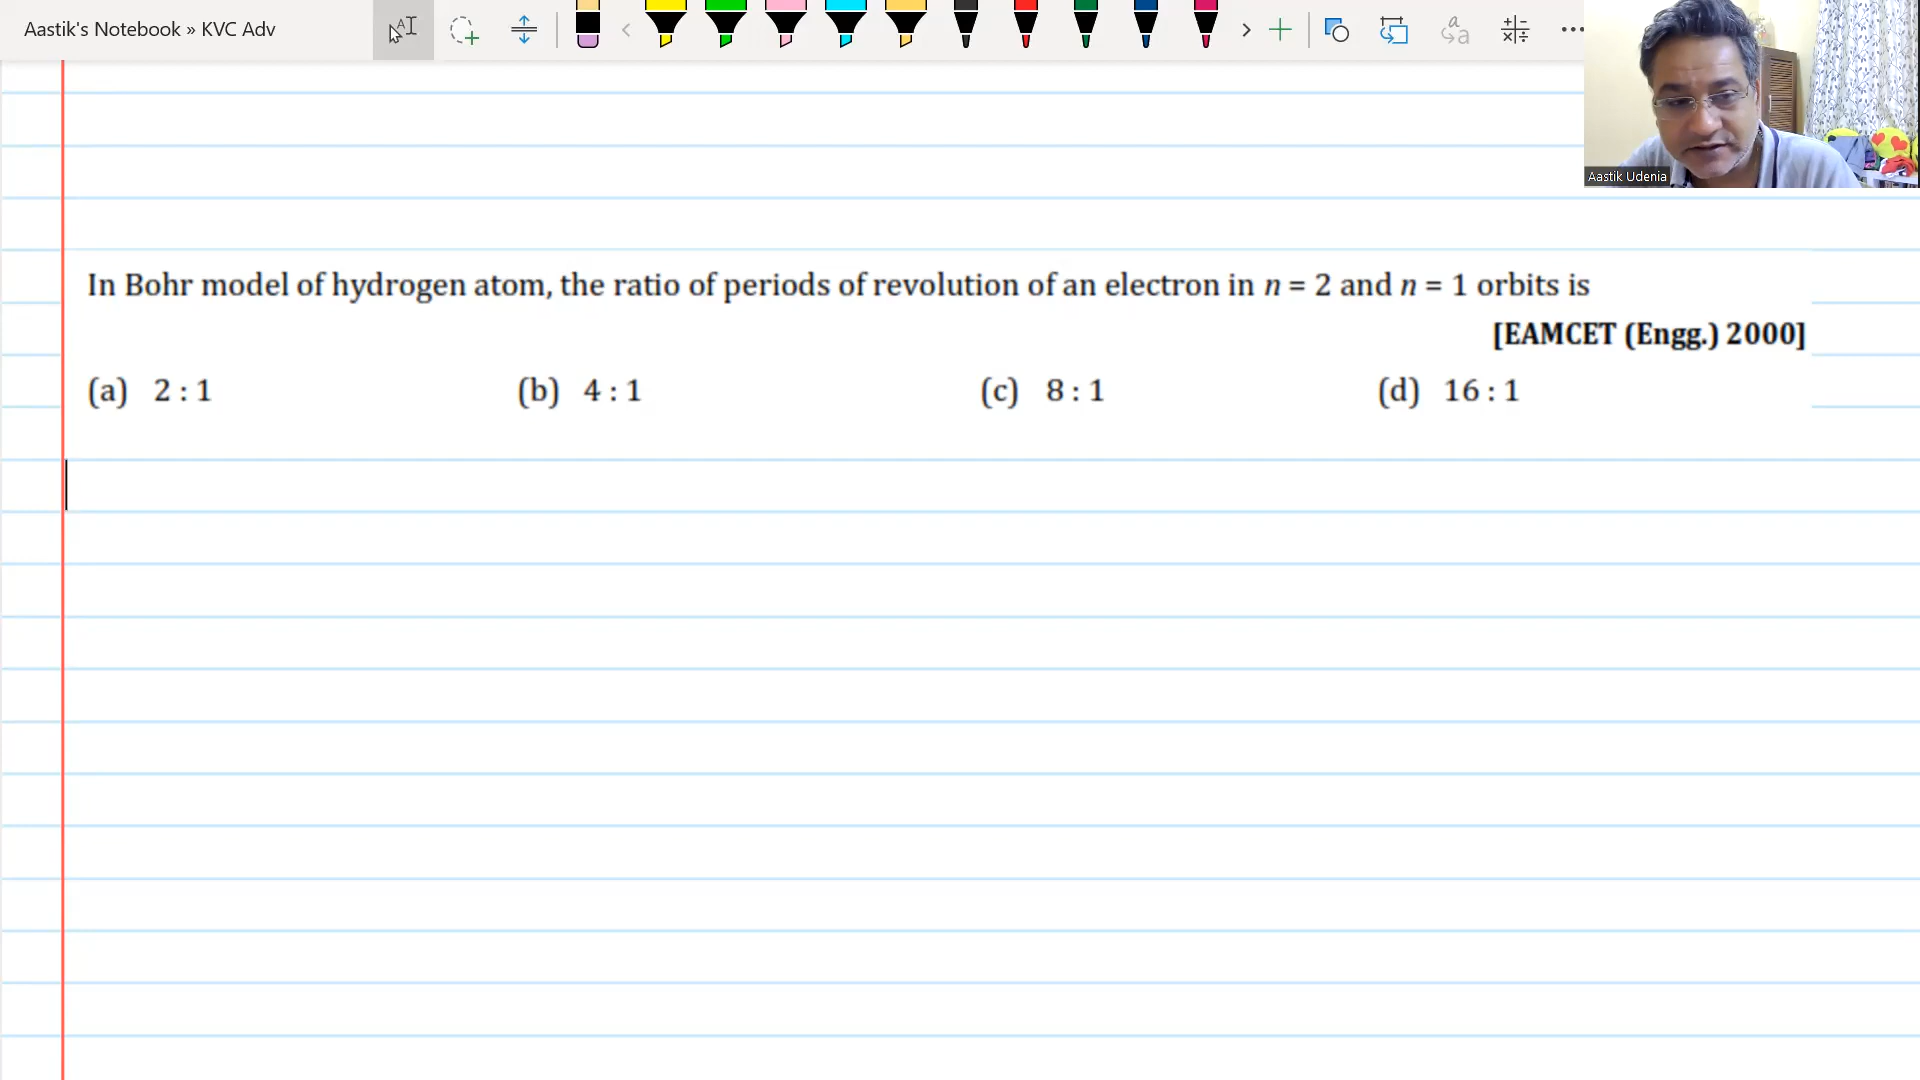 Aastik's Notebook » KVC Adv
Aastik Udenia
In Bohr model of hydrogen atom, the ratio of periods of revolution of an electron in n = 2 and n = 1 orbits is
[EAMCET (Engg.) 2000]
(a) 2 : 1 (b) 4 : 1 (c) 8 : 1 (d) 16 : 1